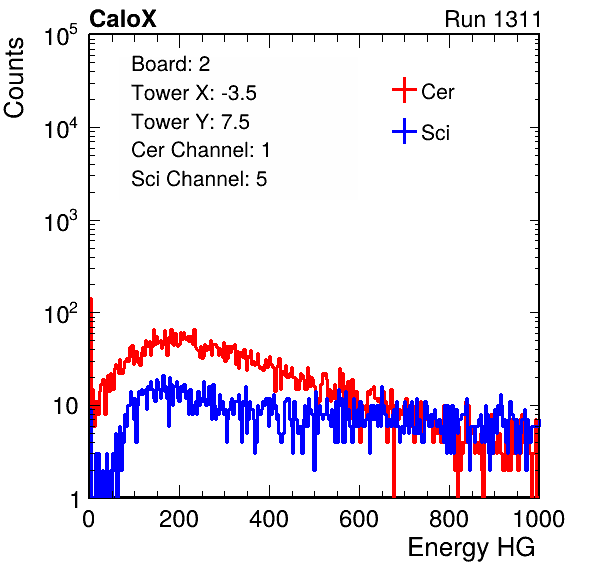 CaloX Run 1311
Counts
10^5
10^4
10^3
10^2
10
1
Board: 2
Tower X: -3.5
Tower Y: 7.5
Cer Channel: 1
Sci Channel: 5
Cer
Sci
0 200 400 600 800 1000
Energy HG